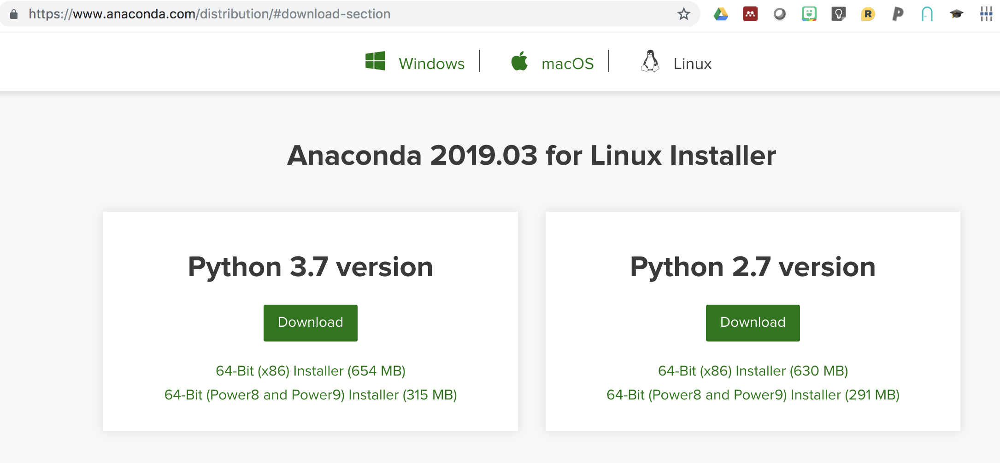 https://www.anaconda.com/distribution/#download-section
R
P
Windows
macOS
Linux
Anaconda 2019.03 for Linux Installer
Python 3.7 version
Download
64-Bit (x86) Installer (654 MB)
64-Bit (Power8 and Power9) Installer (315 MB)
Python 2.7 version
Download
64-Bit (x86) Installer (630 MB)
64-Bit (Power8 and Power9) Installer (291 MB)